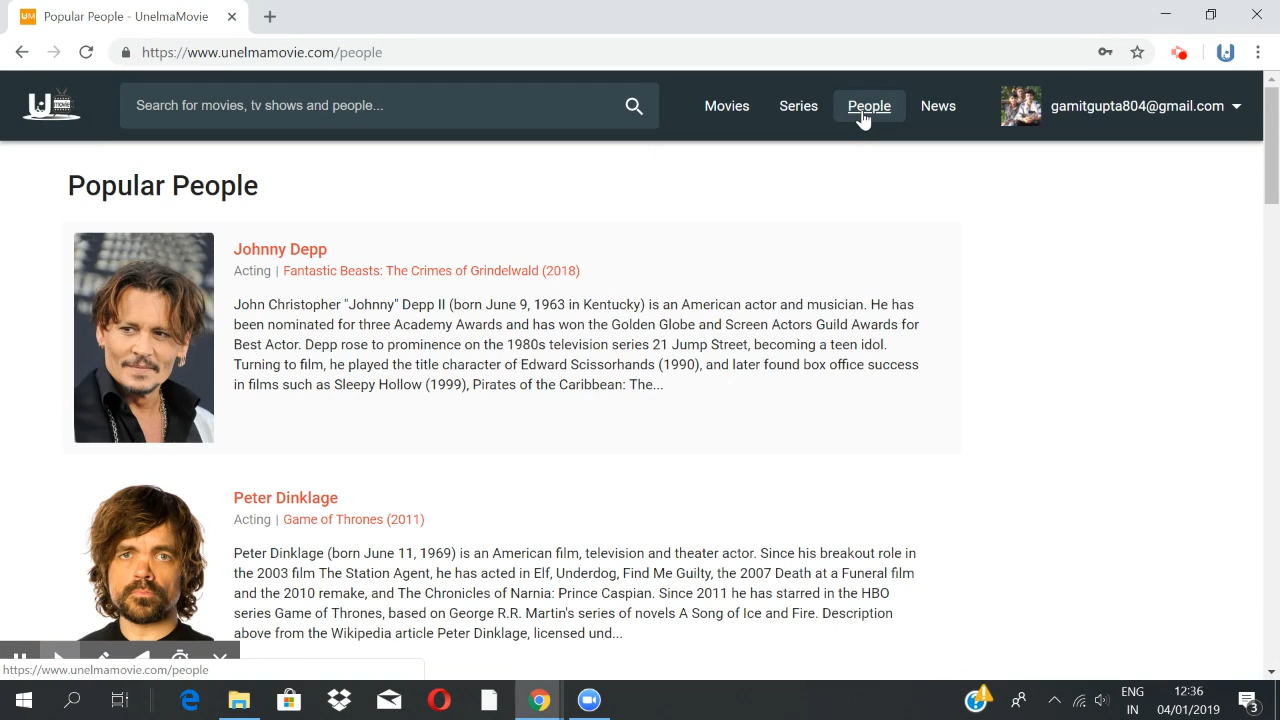 Popular People - UnelmaMovie
https://www.unelmamovie.com/people
U MOVIE
Search for movies, tv shows and people...
Movies
Series
People
News
gamitgupta804@gmail.com
Popular People
Johnny Depp
Acting | Fantastic Beasts: The Crimes of Grindelwald (2018)
John Christopher "Johnny" Depp II (born June 9, 1963 in Kentucky) is an American actor and musician. He has
been nominated for three Academy Awards and has won the Golden Globe and Screen Actors Guild Awards for
Best Actor. Depp rose to prominence on the 1980s television series 21 Jump Street, becoming a teen idol.
Turning to film, he played the title character of Edward Scissorhands (1990), and later found box office success
in films such as Sleepy Hollow (1999), Pirates of the Caribbean: The...
Peter Dinklage
Acting | Game of Thrones (2011)
Peter Dinklage (born June 11, 1969) is an American film, television and theater actor. Since his breakout role in
the 2003 film The Station Agent, he has acted in Elf, Underdog, Find Me Guilty, the 2007 Death at a Funeral film
and the 2010 remake, and The Chronicles of Narnia: Prince Caspian. Since 2011 he has starred in the HBO
series Game of Thrones, based on George R.R. Martin's series of novels A Song of Ice and Fire. Description
above from the Wikipedia article Peter Dinklage, licensed und...
https://www.unelmamovie.com/people
ENG
IN
12:36
04/01/2019
3